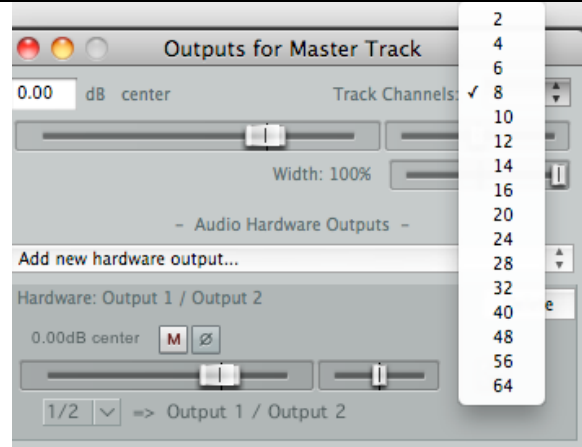 Outputs for Master Track
0.00 dB center Track Channels: ✓ 8
2
4
6
10
12
14
16
20
24
28
32
40
48
56
64
Width: 100%
– Audio Hardware Outputs –
Add new hardware output...
Hardware: Output 1 / Output 2
0.00dB center M Ø
1/2 => Output 1 / Output 2